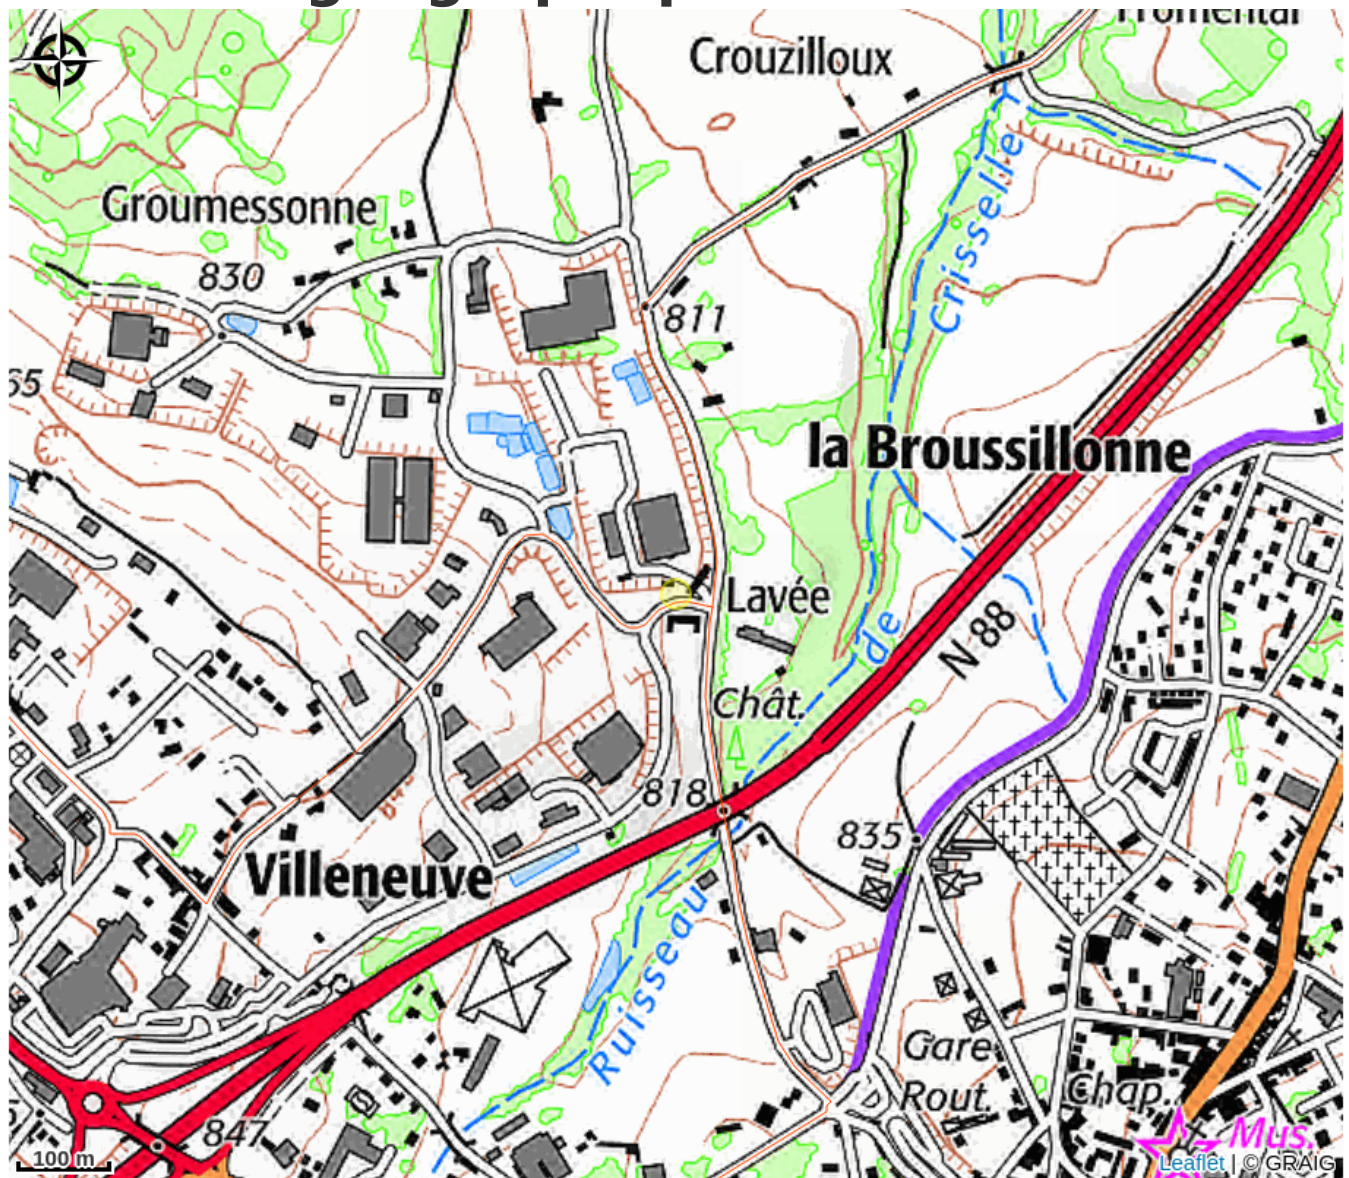 Crouzilloux
Groumessonne
830
811
Crisselle
65
la Broussillonne
Lavée
de
N 88
Chât.
818
835
Villeneuve
Ruisseau
Gare
Rout.
Chap.
847
Mus.
100 m
Leaflet | © GRAIG